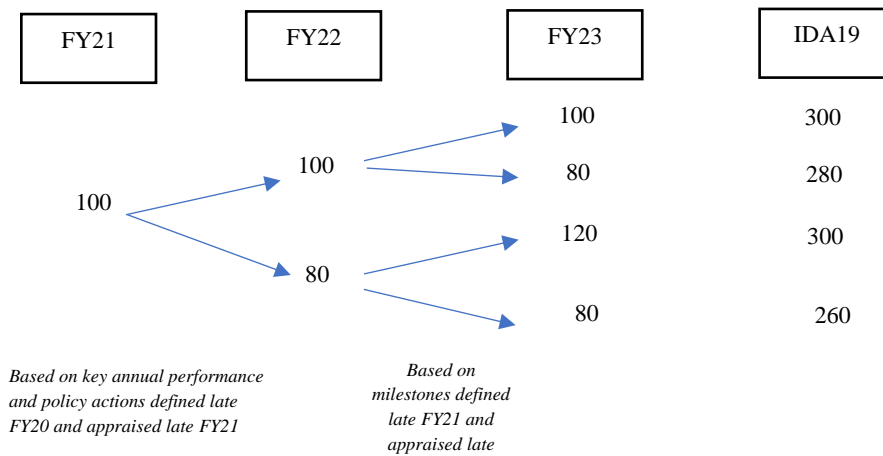 FY21
FY22
FY23
IDA19
100
300
100
80
280
100
120
300
80
80
260
Based on key annual performance
and policy actions defined late
FY20 and appraised late FY21
Based on
milestones defined
late FY21 and
appraised late